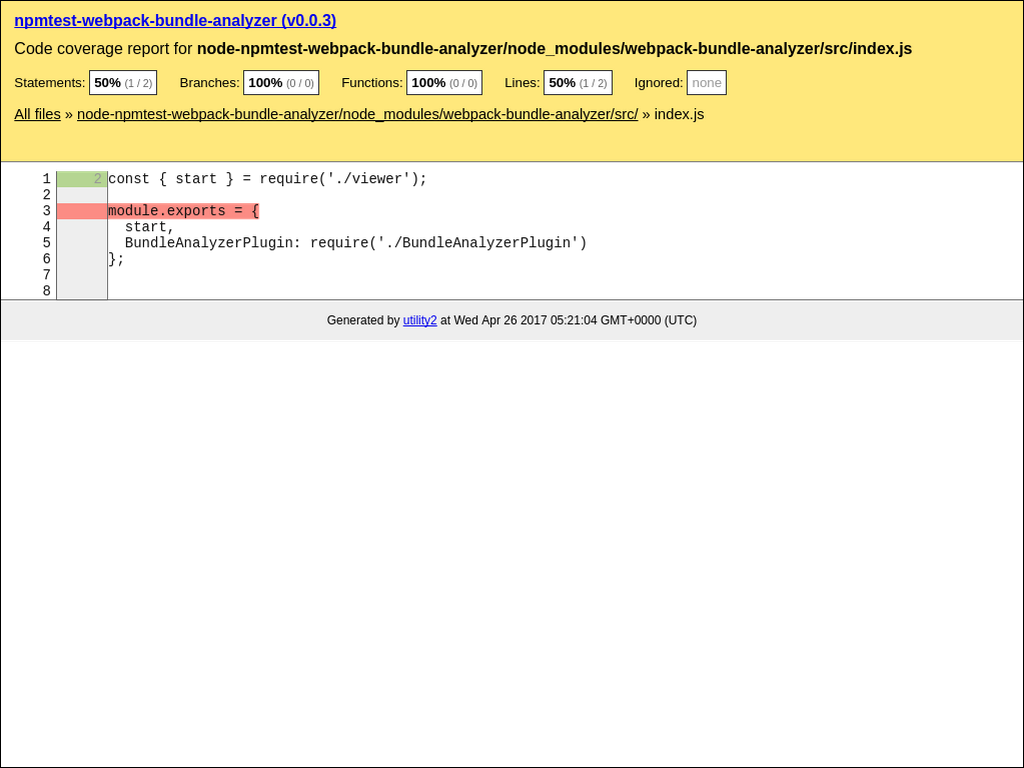 npmtest-webpack-bundle-analyzer (v0.0.3)
Code coverage report for node-npmtest-webpack-bundle-analyzer/node_modules/webpack-bundle-analyzer/src/index.js
Statements: 50% (1 / 2) Branches: 100% (0 / 0) Functions: 100% (0 / 0) Lines: 50% (1 / 2) Ignored: none
All files » node-npmtest-webpack-bundle-analyzer/node_modules/webpack-bundle-analyzer/src/ » index.js
1 2 const { start } = require('./viewer');
2
3 module.exports = {
4   start,
5   BundleAnalyzerPlugin: require('./BundleAnalyzerPlugin')
6 };
7
8
Generated by utility2 at Wed Apr 26 2017 05:21:04 GMT+0000 (UTC)